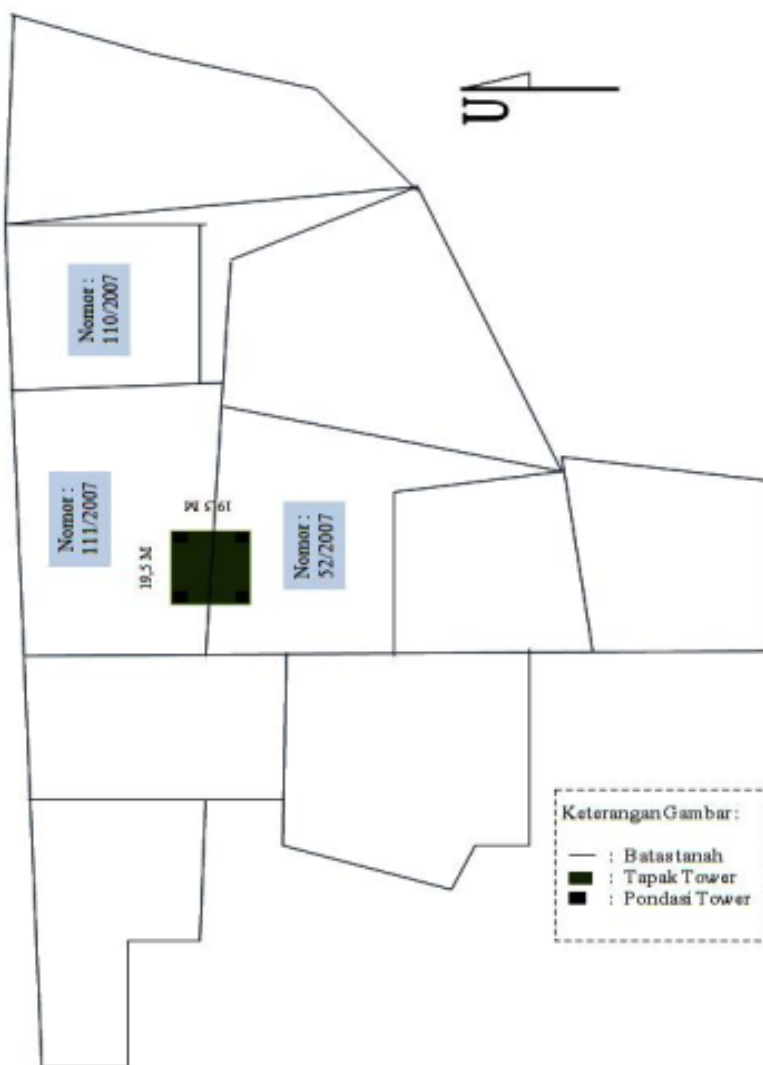 U
Nomor :
110/2007
Nomor :
111/2007
19,5 M
19,5 M
Nomor :
52/2007
Keterangan Gambar :
: Batas tanah
: Tapak Tower
: Pondasi Tower